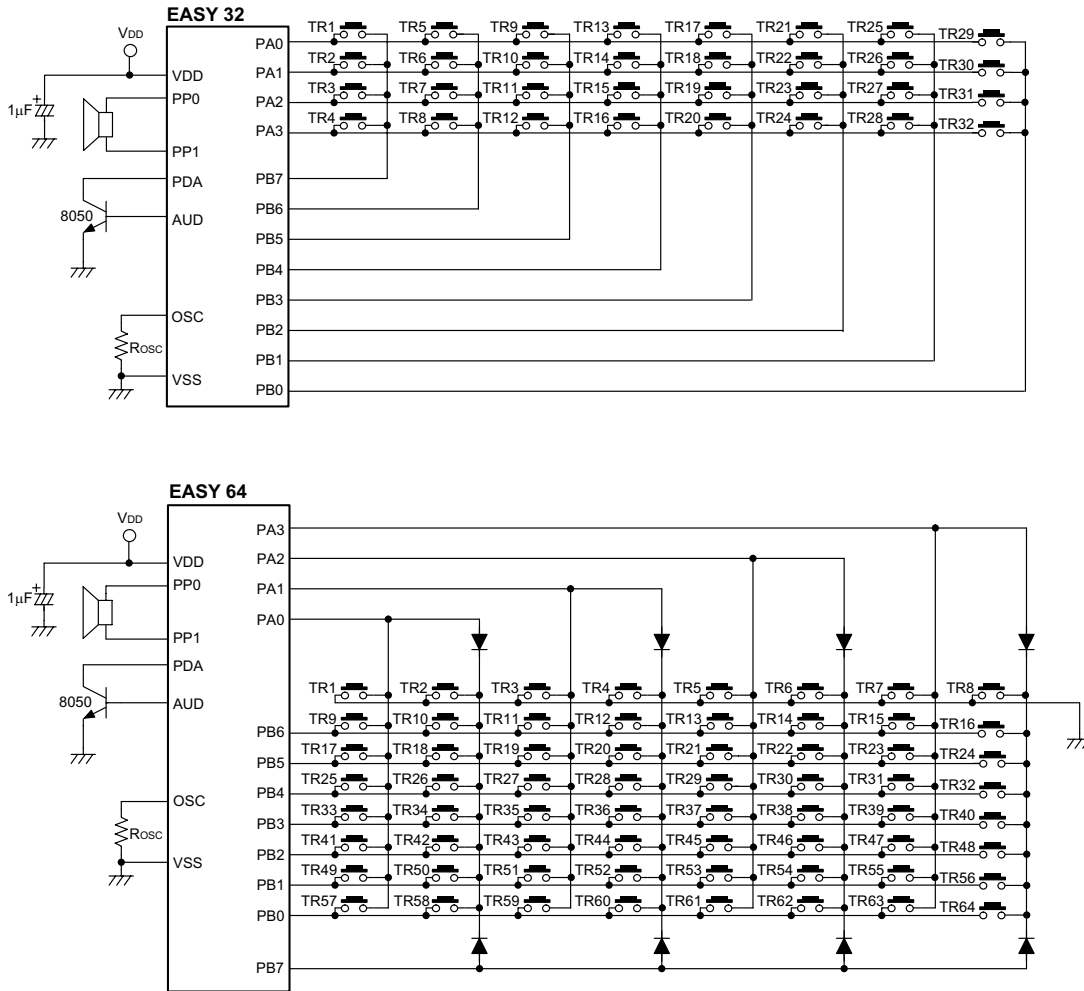 EASY 32
VDD
1μF
+
VDD
PP0
PP1
PDA
8050
AUD
OSC
ROSC
VSS
PA0
PA1
PA2
PA3
PB7
PB6
PB5
PB4
PB3
PB2
PB1
PB0
TR1 TR5 TR9 TR13 TR17 TR21 TR25 TR29
TR2 TR6 TR10 TR14 TR18 TR22 TR26 TR30
TR3 TR7 TR11 TR15 TR19 TR23 TR27 TR31
TR4 TR8 TR12 TR16 TR20 TR24 TR28 TR32
EASY 64
VDD
1μF
+
VDD
PP0
PP1
PDA
8050
AUD
OSC
ROSC
VSS
PA3
PA2
PA1
PA0
PB6
PB5
PB4
PB3
PB2
PB1
PB0
PB7
TR1 TR2 TR3 TR4 TR5 TR6 TR7 TR8
TR9 TR10 TR11 TR12 TR13 TR14 TR15 TR16
TR17 TR18 TR19 TR20 TR21 TR22 TR23 TR24
TR25 TR26 TR27 TR28 TR29 TR30 TR31 TR32
TR33 TR34 TR35 TR36 TR37 TR38 TR39 TR40
TR41 TR42 TR43 TR44 TR45 TR46 TR47 TR48
TR49 TR50 TR51 TR52 TR53 TR54 TR55 TR56
TR57 TR58 TR59 TR60 TR61 TR62 TR63 TR64